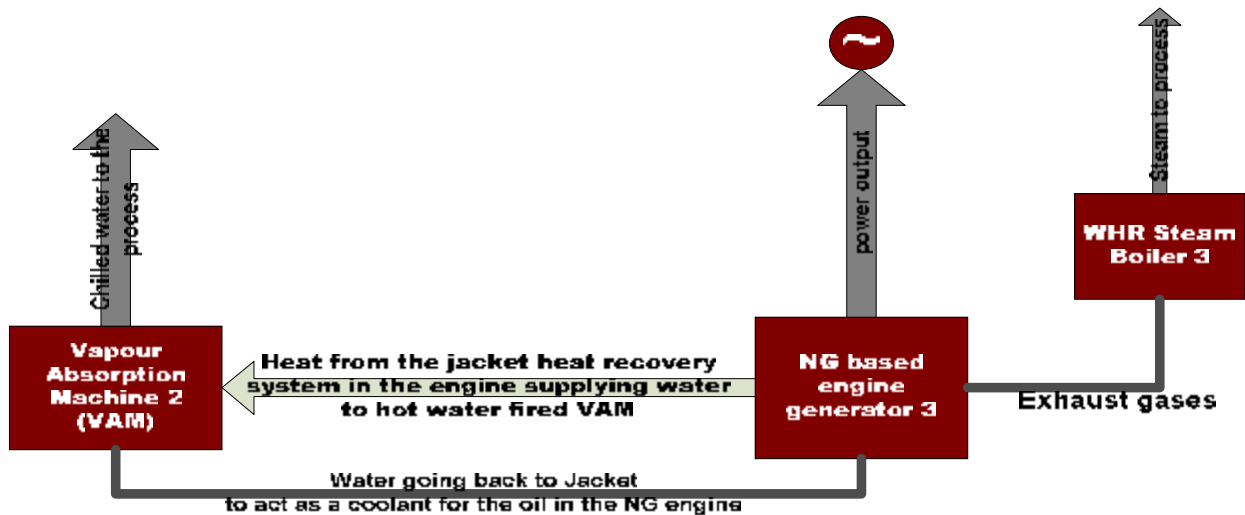 ~
Chilled water to the
process
power output
Steam to process
WHR Steam
Boiler 3
Vapour
Absorption
Machine 2
(VAM)
Heat from the jacket heat recovery
system in the engine supplying water
to hot water fired VAM
NG based
engine
generator 3
Exhaust gases
Water going back to Jacket
to act as a coolant for the oil in the NG engine